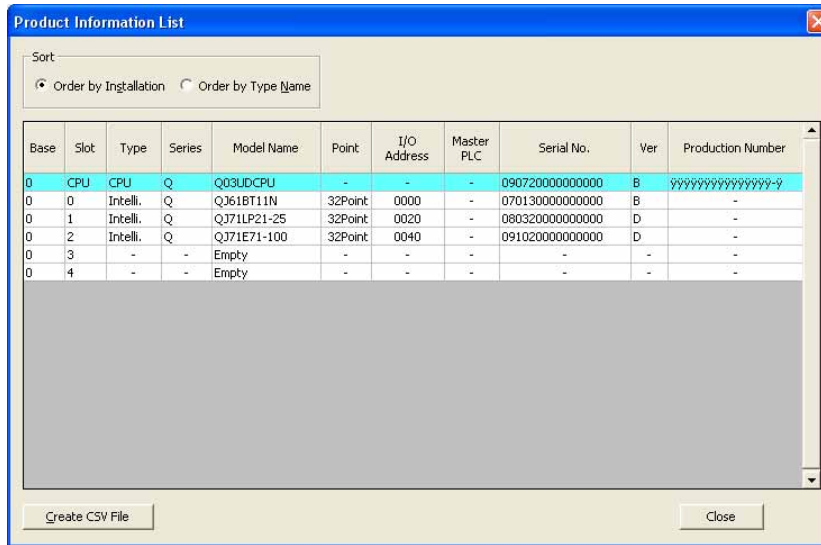 Product Information List
Sort
Order by Installation Order by Type Name
Base Slot Type Series Model Name Point I/O Address Master PLC Serial No. Ver Production Number
0 CPU CPU Q Q03UDCPU - - - 090720000000000 B ÿÿÿÿÿÿÿÿÿÿÿÿÿÿÿ-ÿ
0 0 Intelli. Q QJ61BT11N 32Point 0000 - 070130000000000 B -
0 1 Intelli. Q QJ71LP21-25 32Point 0020 - 080320000000000 D -
0 2 Intelli. Q QJ71E71-100 32Point 0040 - 091020000000000 D -
0 3 - - Empty - - - - - -
0 4 - - Empty - - - - - -
Create CSV File Close